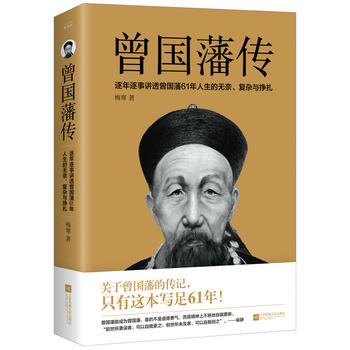 曾国藩传
逐年逐事讲透曾国藩61年人生的无奈、复杂与挣扎
梅寒 著
关于曾国藩的传记,
只有这本写足61年!
曾国藩传
逐年逐事讲透曾国藩61年
人生的无奈、复杂与挣扎
梅寒 著